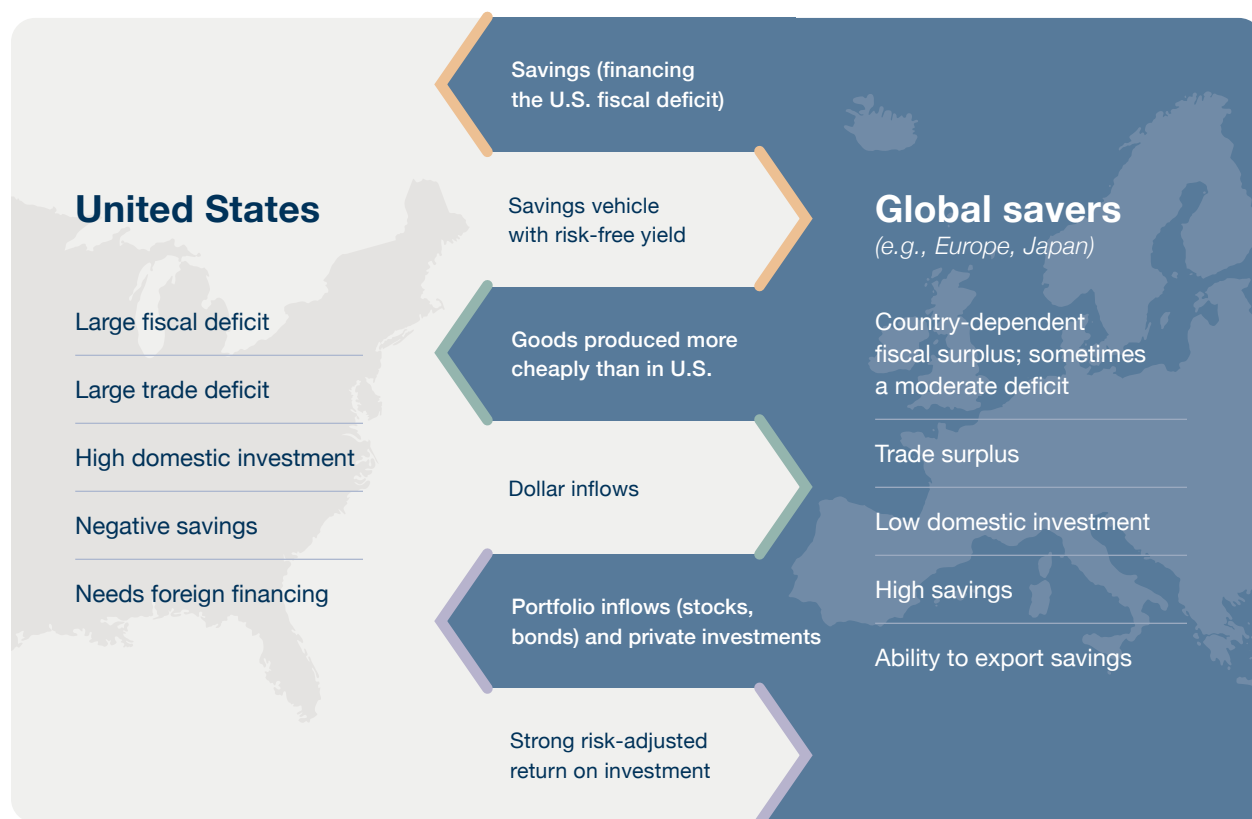 United States
Large fiscal deficit
Large trade deficit
High domestic investment
Negative savings
Needs foreign financing
Savings (financing
the U.S. fiscal deficit)
Savings vehicle
with risk-free yield
Goods produced more
cheaply than in U.S.
Dollar inflows
Portfolio inflows (stocks,
bonds) and private investments
Strong risk-adjusted
return on investment
Global savers
(e.g., Europe, Japan)
Country-dependent
fiscal surplus; sometimes
a moderate deficit
Trade surplus
Low domestic investment
High savings
Ability to export savings